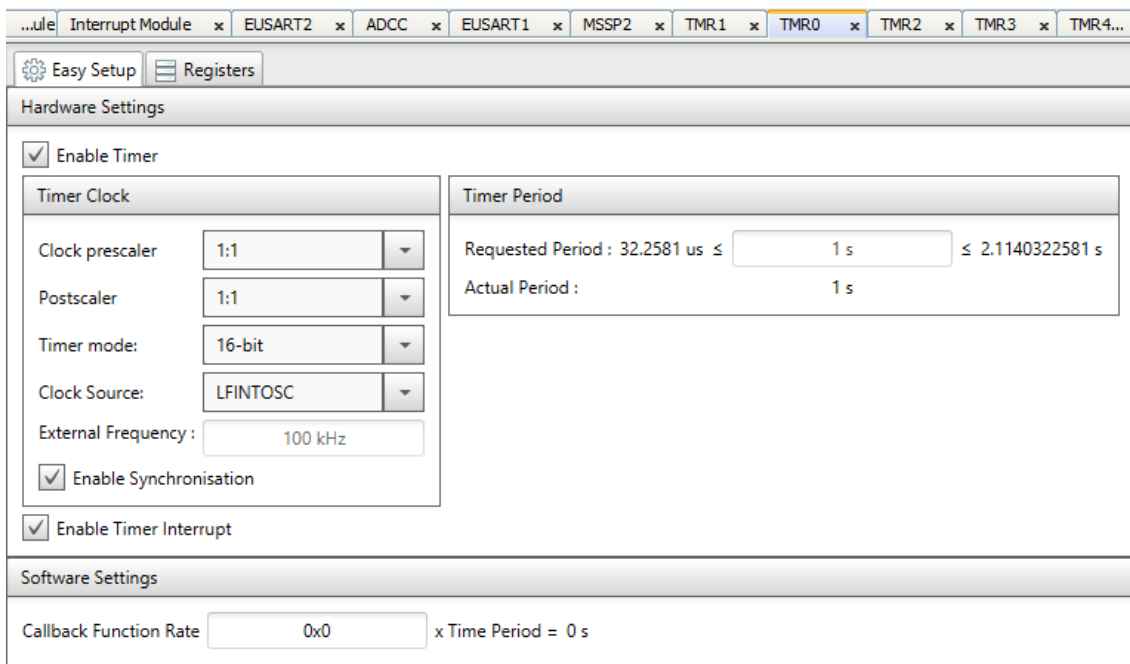 ...ule Interrupt Module x EUSART2 x ADCC x EUSART1 x MSSP2 x TMR1 x TMR0 x TMR2 x TMR3 x TMR4...
Easy Setup Registers
Hardware Settings
Enable Timer
Timer Clock
Clock prescaler 1:1
Postscaler 1:1
Timer mode: 16-bit
Clock Source: LFINTOSC
External Frequency : 100 kHz
Enable Synchronisation
Timer Period
Requested Period : 32.2581 us ≤ 1 s ≤ 2.1140322581 s
Actual Period : 1 s
Enable Timer Interrupt
Software Settings
Callback Function Rate 0x0 x Time Period = 0 s